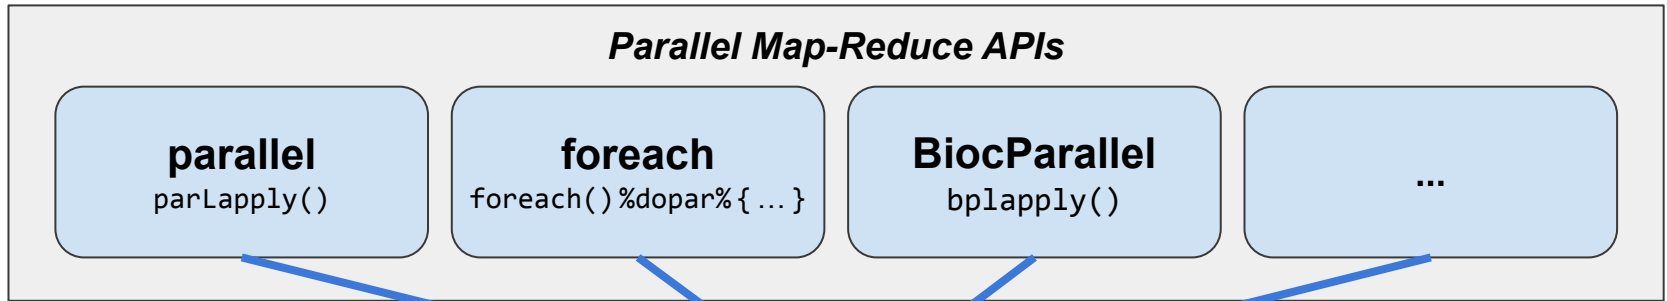 Parallel Map-Reduce APIs
parallel
parLapply()
foreach
foreach()%dopar%{ … }
BiocParallel
bplapply()
...